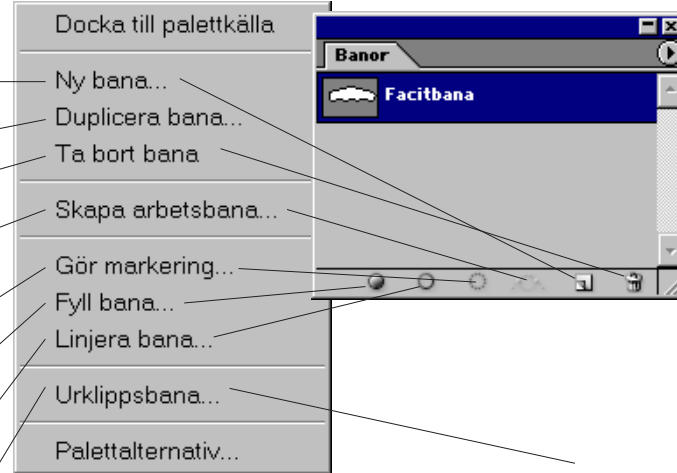 Docka till palettkälla
Ny bana...
Duplicera bana...
Ta bort bana
Skapa arbetsbana...
Gör markering...
Fyll bana...
Linjera bana...
Urklippsbana...
Palettalternativ...
Banor
Facitbana